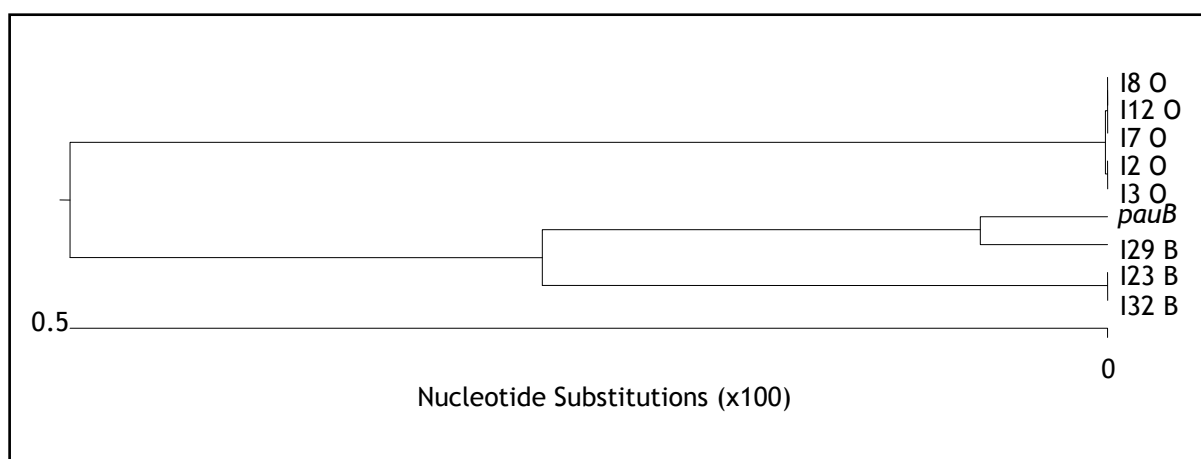 I8 O
I12 O
I7 O
I2 O
I3 O
pauB
I29 B
I23 B
I32 B
0.5
0
Nucleotide Substitutions (x100)